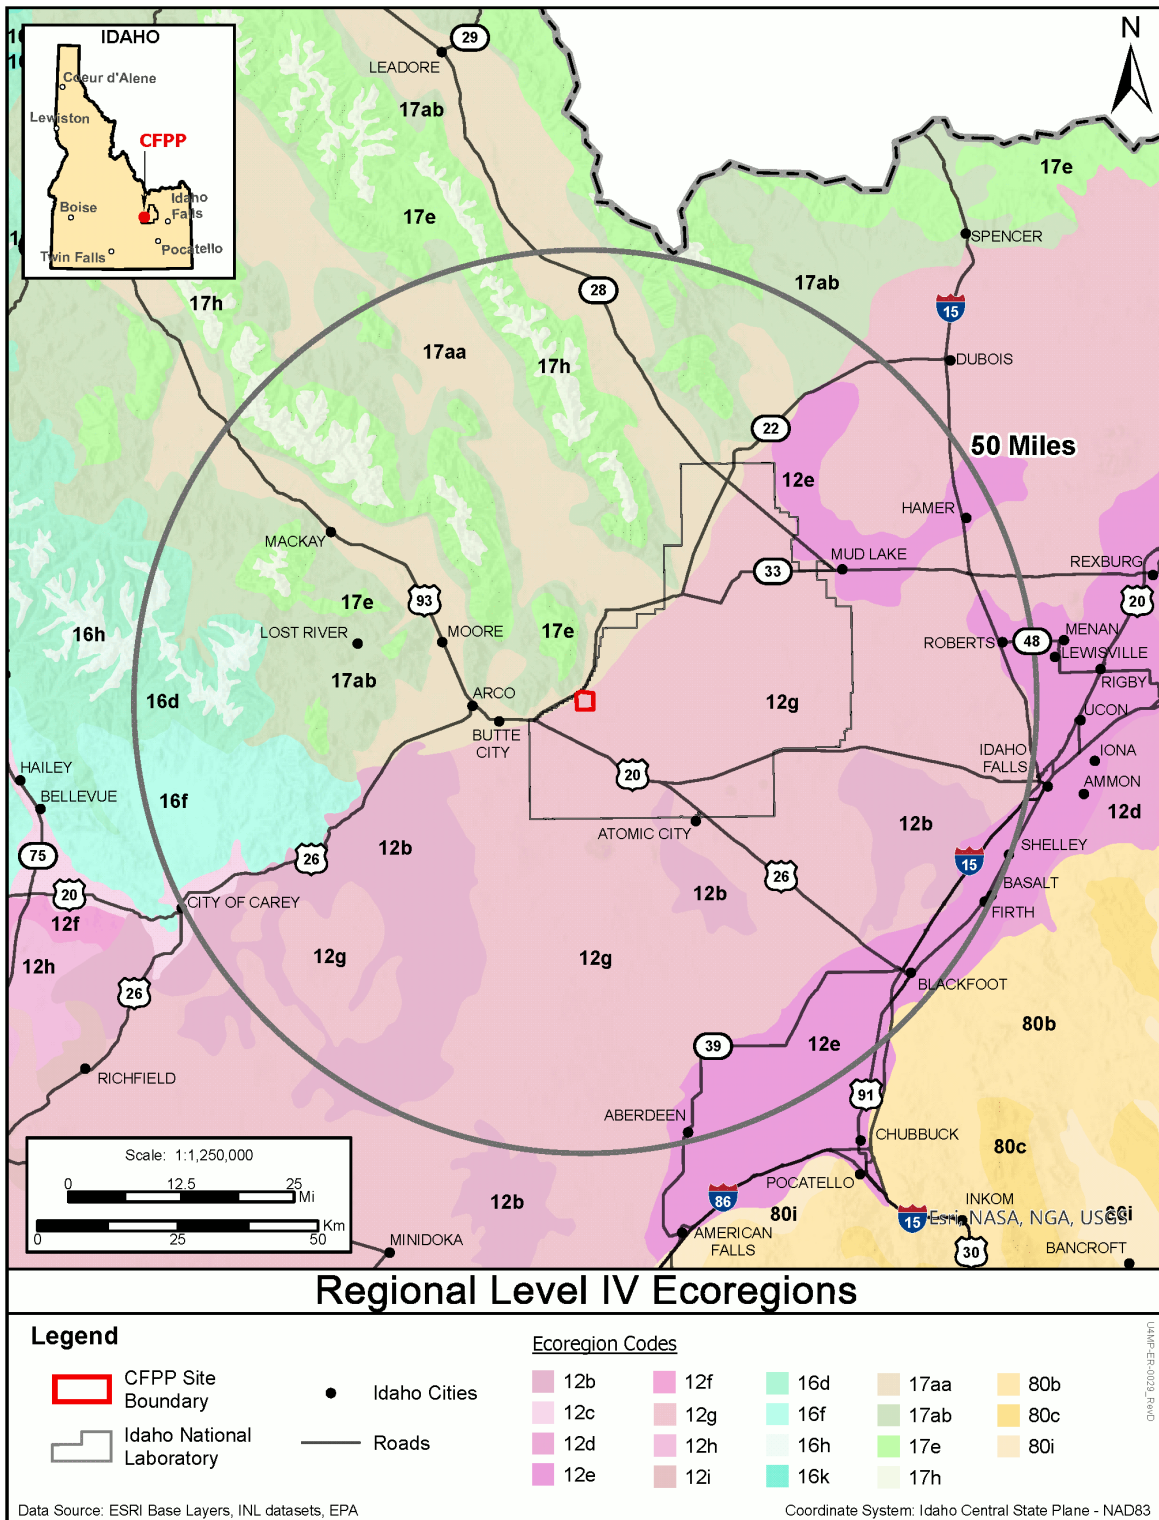 IDAHO
Coeur d'Alene
Lewiston
CFPP
Boise
Idaho
Falls
Twin Falls
Pocatello
N
29
LEADORE
17ab
17e
17e
SPENCER
17h
28
17ab
15
17aa
17h
DUBOIS
22
50 Miles
12e
HAMER
MACKAY
MUD LAKE
33
REXBURG
93
17e
20
16h
LOST RIVER
MOORE
17e
ROBERTS
48
MENAN
LEWISVILLE
17ab
RIGBY
16d
ARCO
12g
UCON
BUTTE
CITY
IDAHO
FALLS
IONA
HAILEY
20
AMMON
BELLEVUE
16f
12d
ATOMIC CITY
12b
75
26
12b
15
SHELLEY
20
26
BASALT
CITY OF CAREY
12b
FIRTH
12f
12g
12g
12h
26
BLACKFOOT
80b
39
12e
RICHFIELD
91
ABERDEEN
CHUBBUCK
80c
Scale: 1:1,250,000
0 12.5 25
Mi
Km
0 25 50
12b
POCATELLO
86
80i
INKOM
15
Esri, NASA, NGA, USGS
80i
AMERICAN
FALLS
30
MINIDOKA
BANCROFT
Regional Level IV Ecoregions
Legend
CFPP Site
Boundary
Idaho National
Laboratory
Idaho Cities
Roads
Ecoregion Codes
12b
12c
12d
12e
12f
12g
12h
12i
16d
16f
16h
16k
17aa
17ab
17e
17h
80b
80c
80i
U4MP-ER-0029_RevD
Data Source: ESRI Base Layers, INL datasets, EPA
Coordinate System: Idaho Central State Plane - NAD83